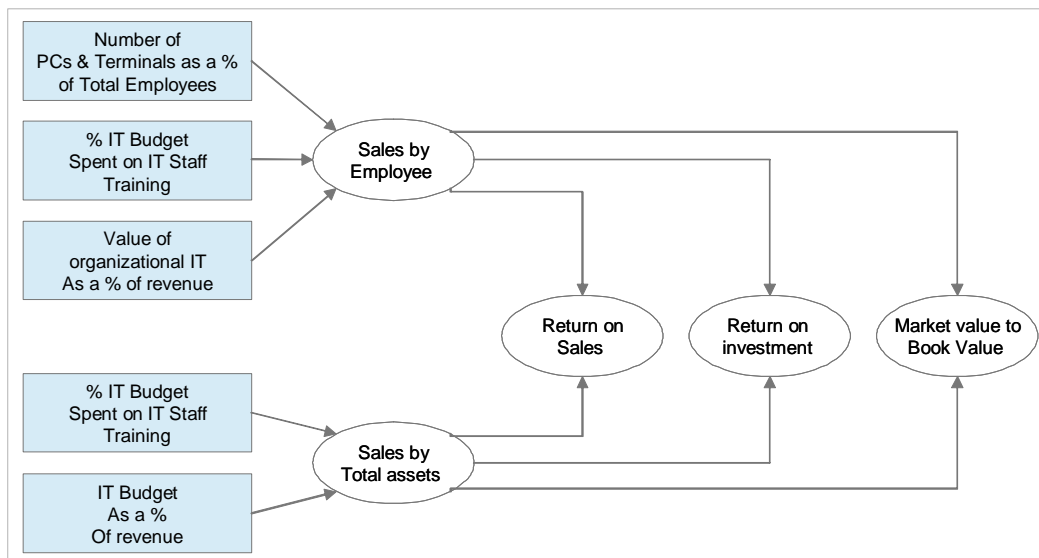 Number of
PCs & Terminals as a %
of Total Employees
% IT Budget
Spent on IT Staff
Training
Sales by
Employee
Value of
organizational IT
As a % of revenue
Return on
Sales
Return on
investment
Market value to
Book Value
% IT Budget
Spent on IT Staff
Training
Sales by
Total assets
IT Budget
As a %
Of revenue